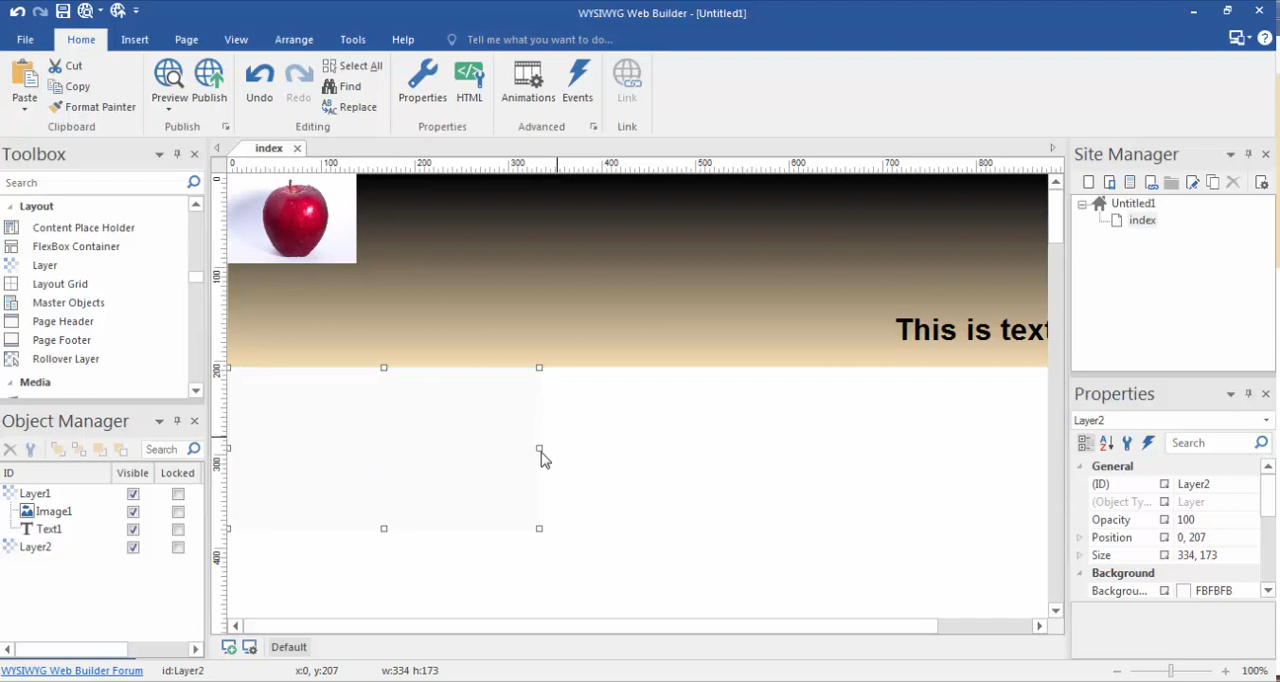 WYSIWYG Web Builder - [Untitled1]
File Home Insert Page View Arrange Tools Help Tell me what you want to do...
Cut
Copy
Format Painter
Paste
Clipboard
Preview Publish
Publish
Undo Redo
Select All
Find
Replace
Editing
Properties HTML
Properties
Animations Events
Advanced
Link
Link
Toolbox
Search
Layout
Content Place Holder
FlexBox Container
Layer
Layout Grid
Master Objects
Page Header
Page Footer
Rollover Layer
Media
Object Manager
Search
ID Visible Locked
Layer1
Image1
Text1
Layer2
index
0 100 200 300 400 500 600 700 800
0
100
200
300
400
This is text
Default
Site Manager
Untitled1
index
Properties
Layer2
Search
General
(ID) Layer2
(Object Ty... Layer
Opacity 100
Position 0, 207
Size 334, 173
Background
Backgrou... FBFBFB
WYSIWYG Web Builder Forum id:Layer2 x:0, y:207 w:334 h:173 100%